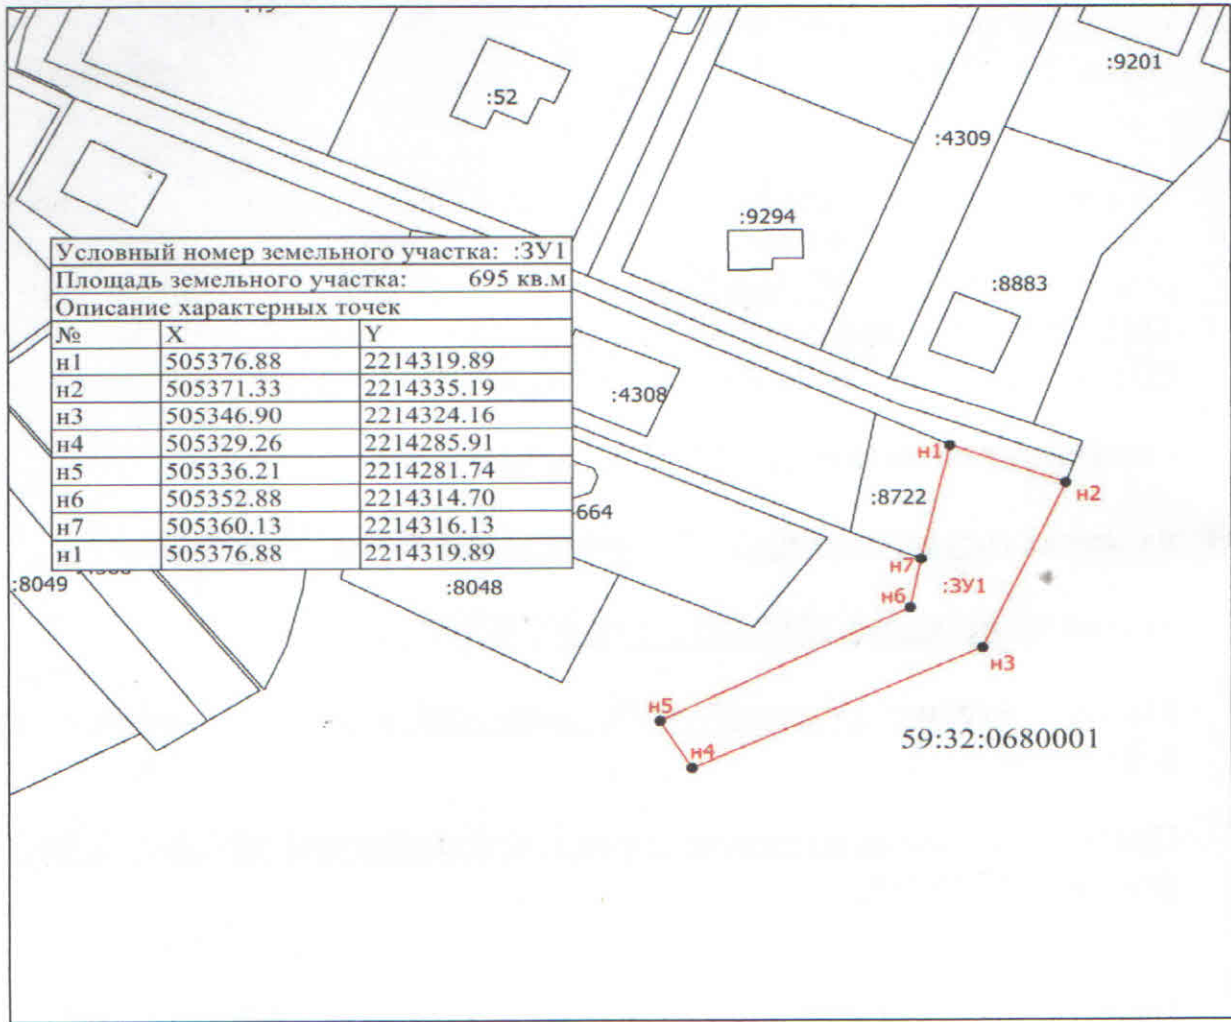 :52
:9201
:4309
:9294
:8883
Условный номер земельного участка: :ЗУ1
Площадь земельного участка: 695 кв.м
Описание характерных точек
№ X Y
н1 505376.88 2214319.89
н2 505371.33 2214335.19
н3 505346.90 2214324.16
н4 505329.26 2214285.91
н5 505336.21 2214281.74
н6 505352.88 2214314.70
н7 505360.13 2214316.13
н1 505376.88 2214319.89
:4308
н1
н2
:8722
664
н7
:ЗУ1
:8049
:8048
н6
н3
н5
59:32:0680001
н4